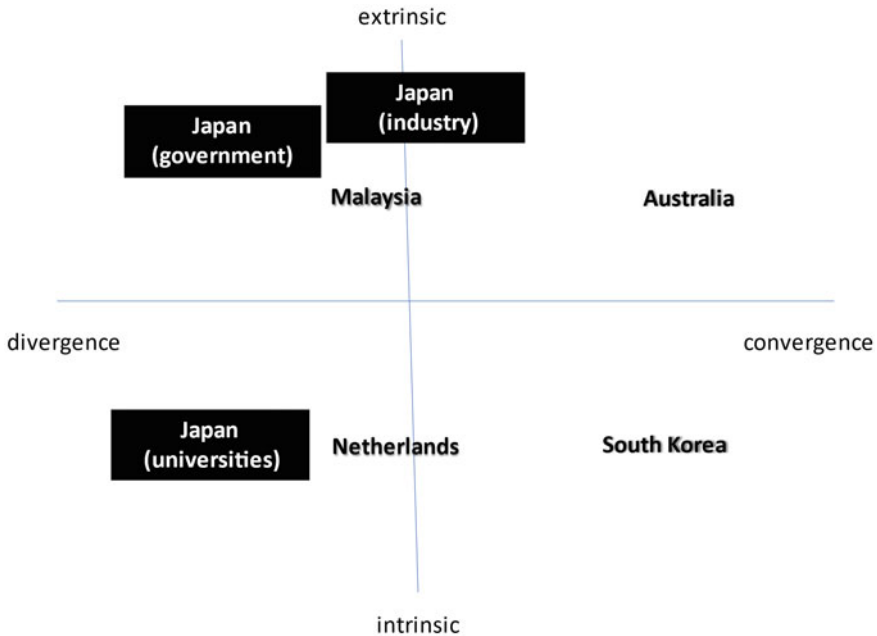 extrinsic
Japan
(industry)
Japan
(government)
Malaysia
Australia
divergence
convergence
Japan
(universities)
Netherlands
South Korea
intrinsic